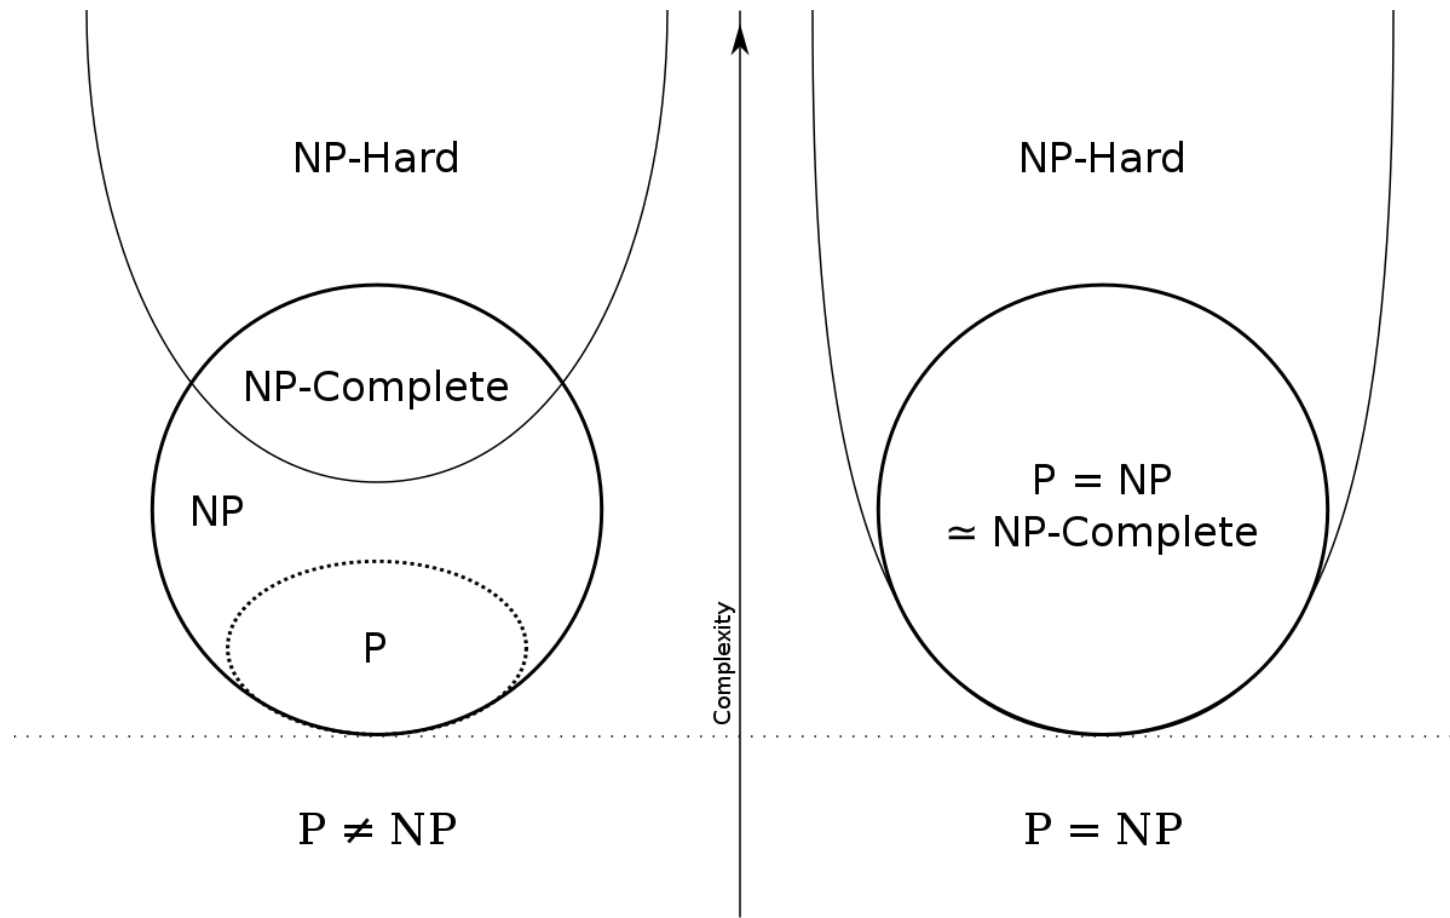 NP-Hard
NP-Complete
NP
P
P ≠ NP
Complexity
NP-Hard
P = NP
≃ NP-Complete
P = NP